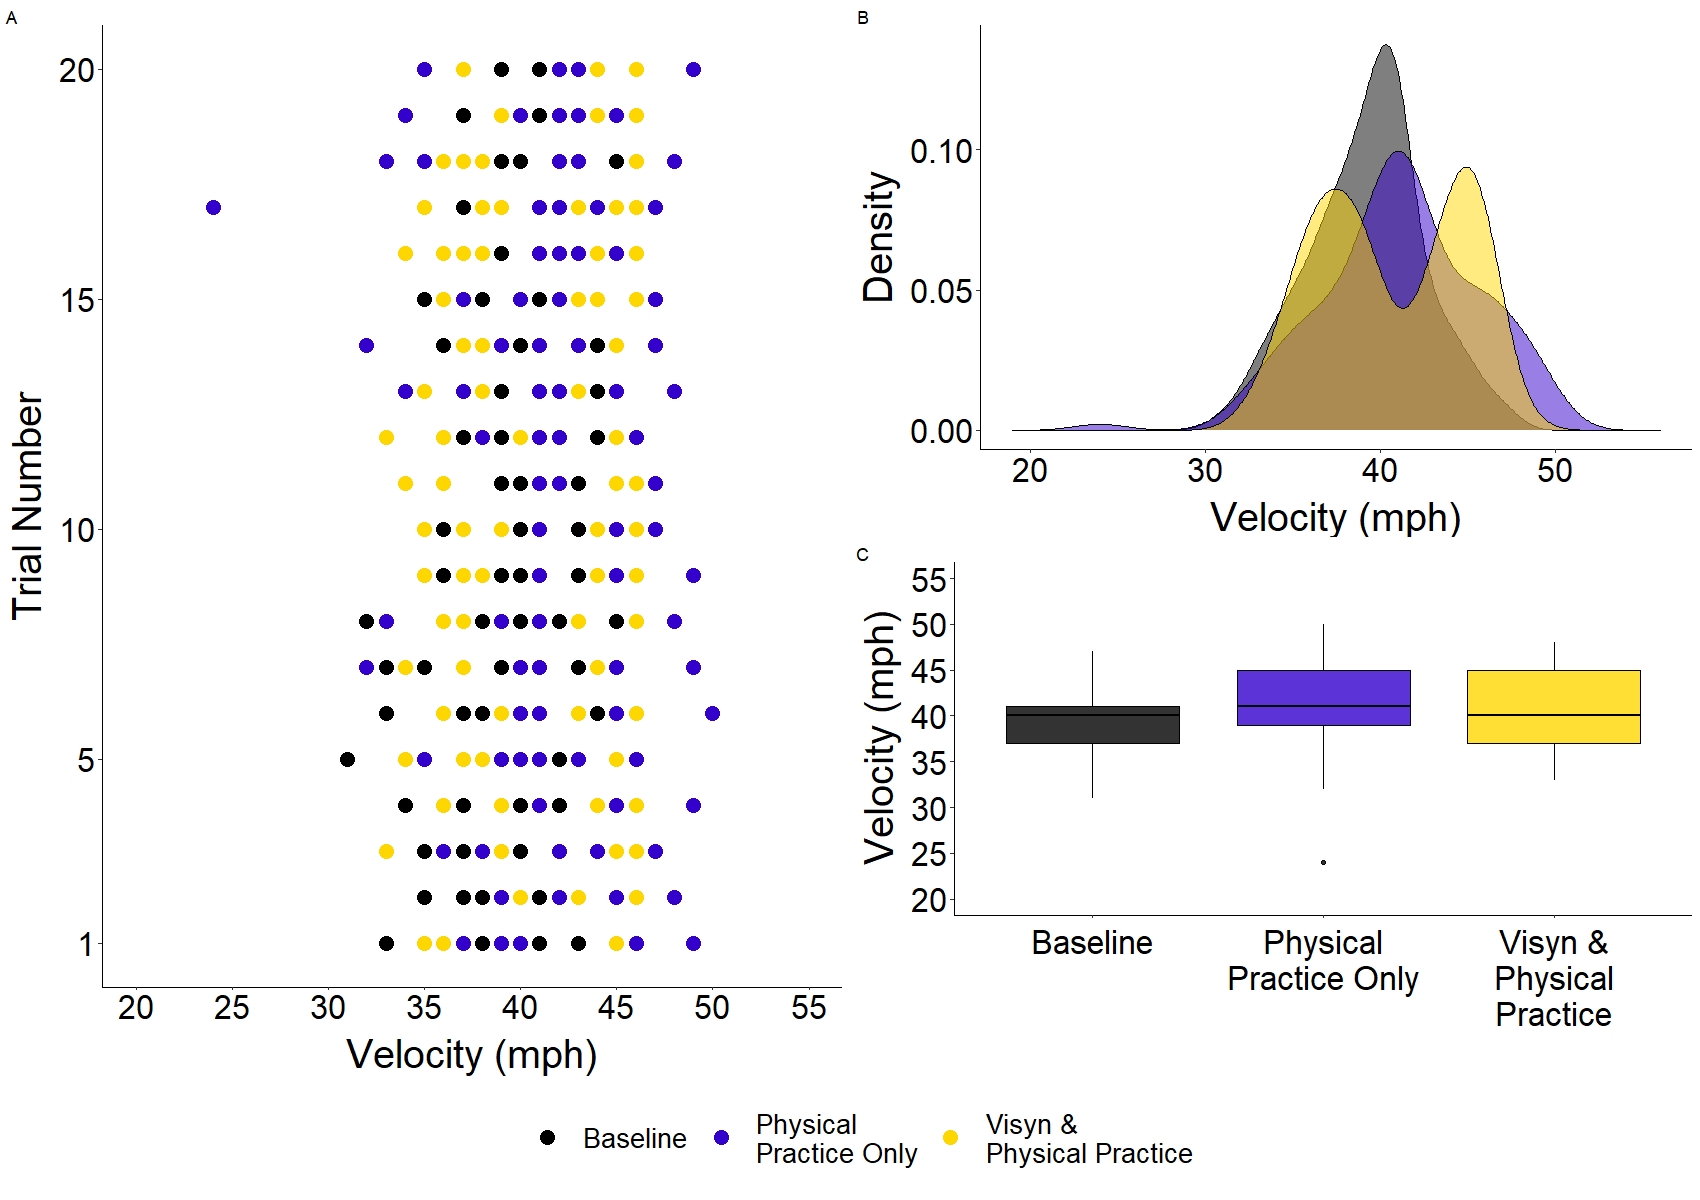 A
20
15
10
5
1
Trial Number
20 25 30 35 40 45 50 55
Velocity (mph)
B
0.10
0.05
0.00
Density
20 30 40 50
Velocity (mph)
C
55
50
45
40
35
30
25
20
Velocity (mph)
Baseline
Physical
Practice Only
Visyn &
Physical
Practice
Baseline
Physical
Practice Only
Visyn &
Physical Practice